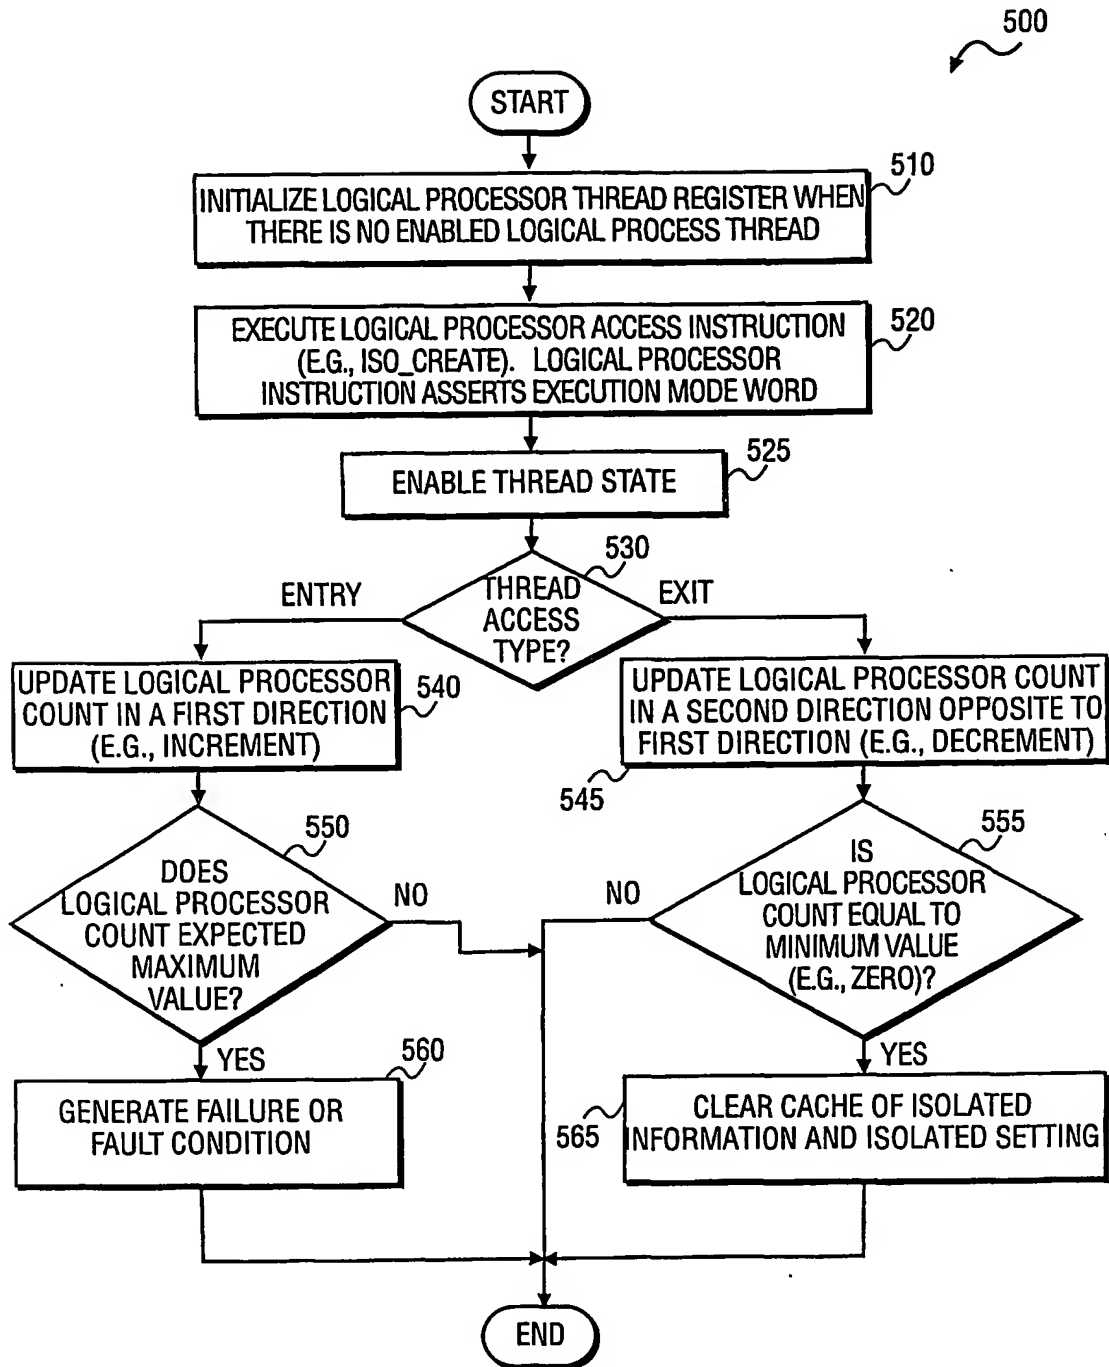 500
START
INITIALIZE LOGICAL PROCESSOR THREAD REGISTER WHEN
THERE IS NO ENABLED LOGICAL PROCESS THREAD
510
EXECUTE LOGICAL PROCESSOR ACCESS INSTRUCTION
(E.G., ISO_CREATE). LOGICAL PROCESSOR
INSTRUCTION ASSERTS EXECUTION MODE WORD
520
ENABLE THREAD STATE
525
THREAD
ACCESS
TYPE?
530
ENTRY
EXIT
UPDATE LOGICAL PROCESSOR
COUNT IN A FIRST DIRECTION
(E.G., INCREMENT)
540
UPDATE LOGICAL PROCESSOR COUNT
IN A SECOND DIRECTION OPPOSITE TO
FIRST DIRECTION (E.G., DECREMENT)
545
DOES
LOGICAL PROCESSOR
COUNT EXPECTED
MAXIMUM
VALUE?
550
NO
IS
LOGICAL PROCESSOR
COUNT EQUAL TO
MINIMUM VALUE
(E.G., ZERO)?
555
NO
YES
GENERATE FAILURE OR
FAULT CONDITION
560
YES
CLEAR CACHE OF ISOLATED
INFORMATION AND ISOLATED SETTING
565
END